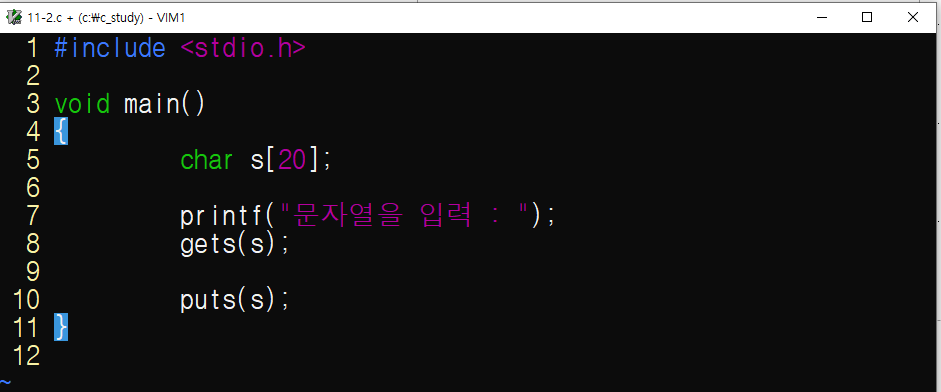 11-2.c + (c:₩c_study) - VIM1
1 #include <stdio.h>
2
3 void main()
4 {
5 char s[20];
6
7 printf("문자열을 입력 : ");
8 gets(s);
9
10 puts(s);
11 }
12
~